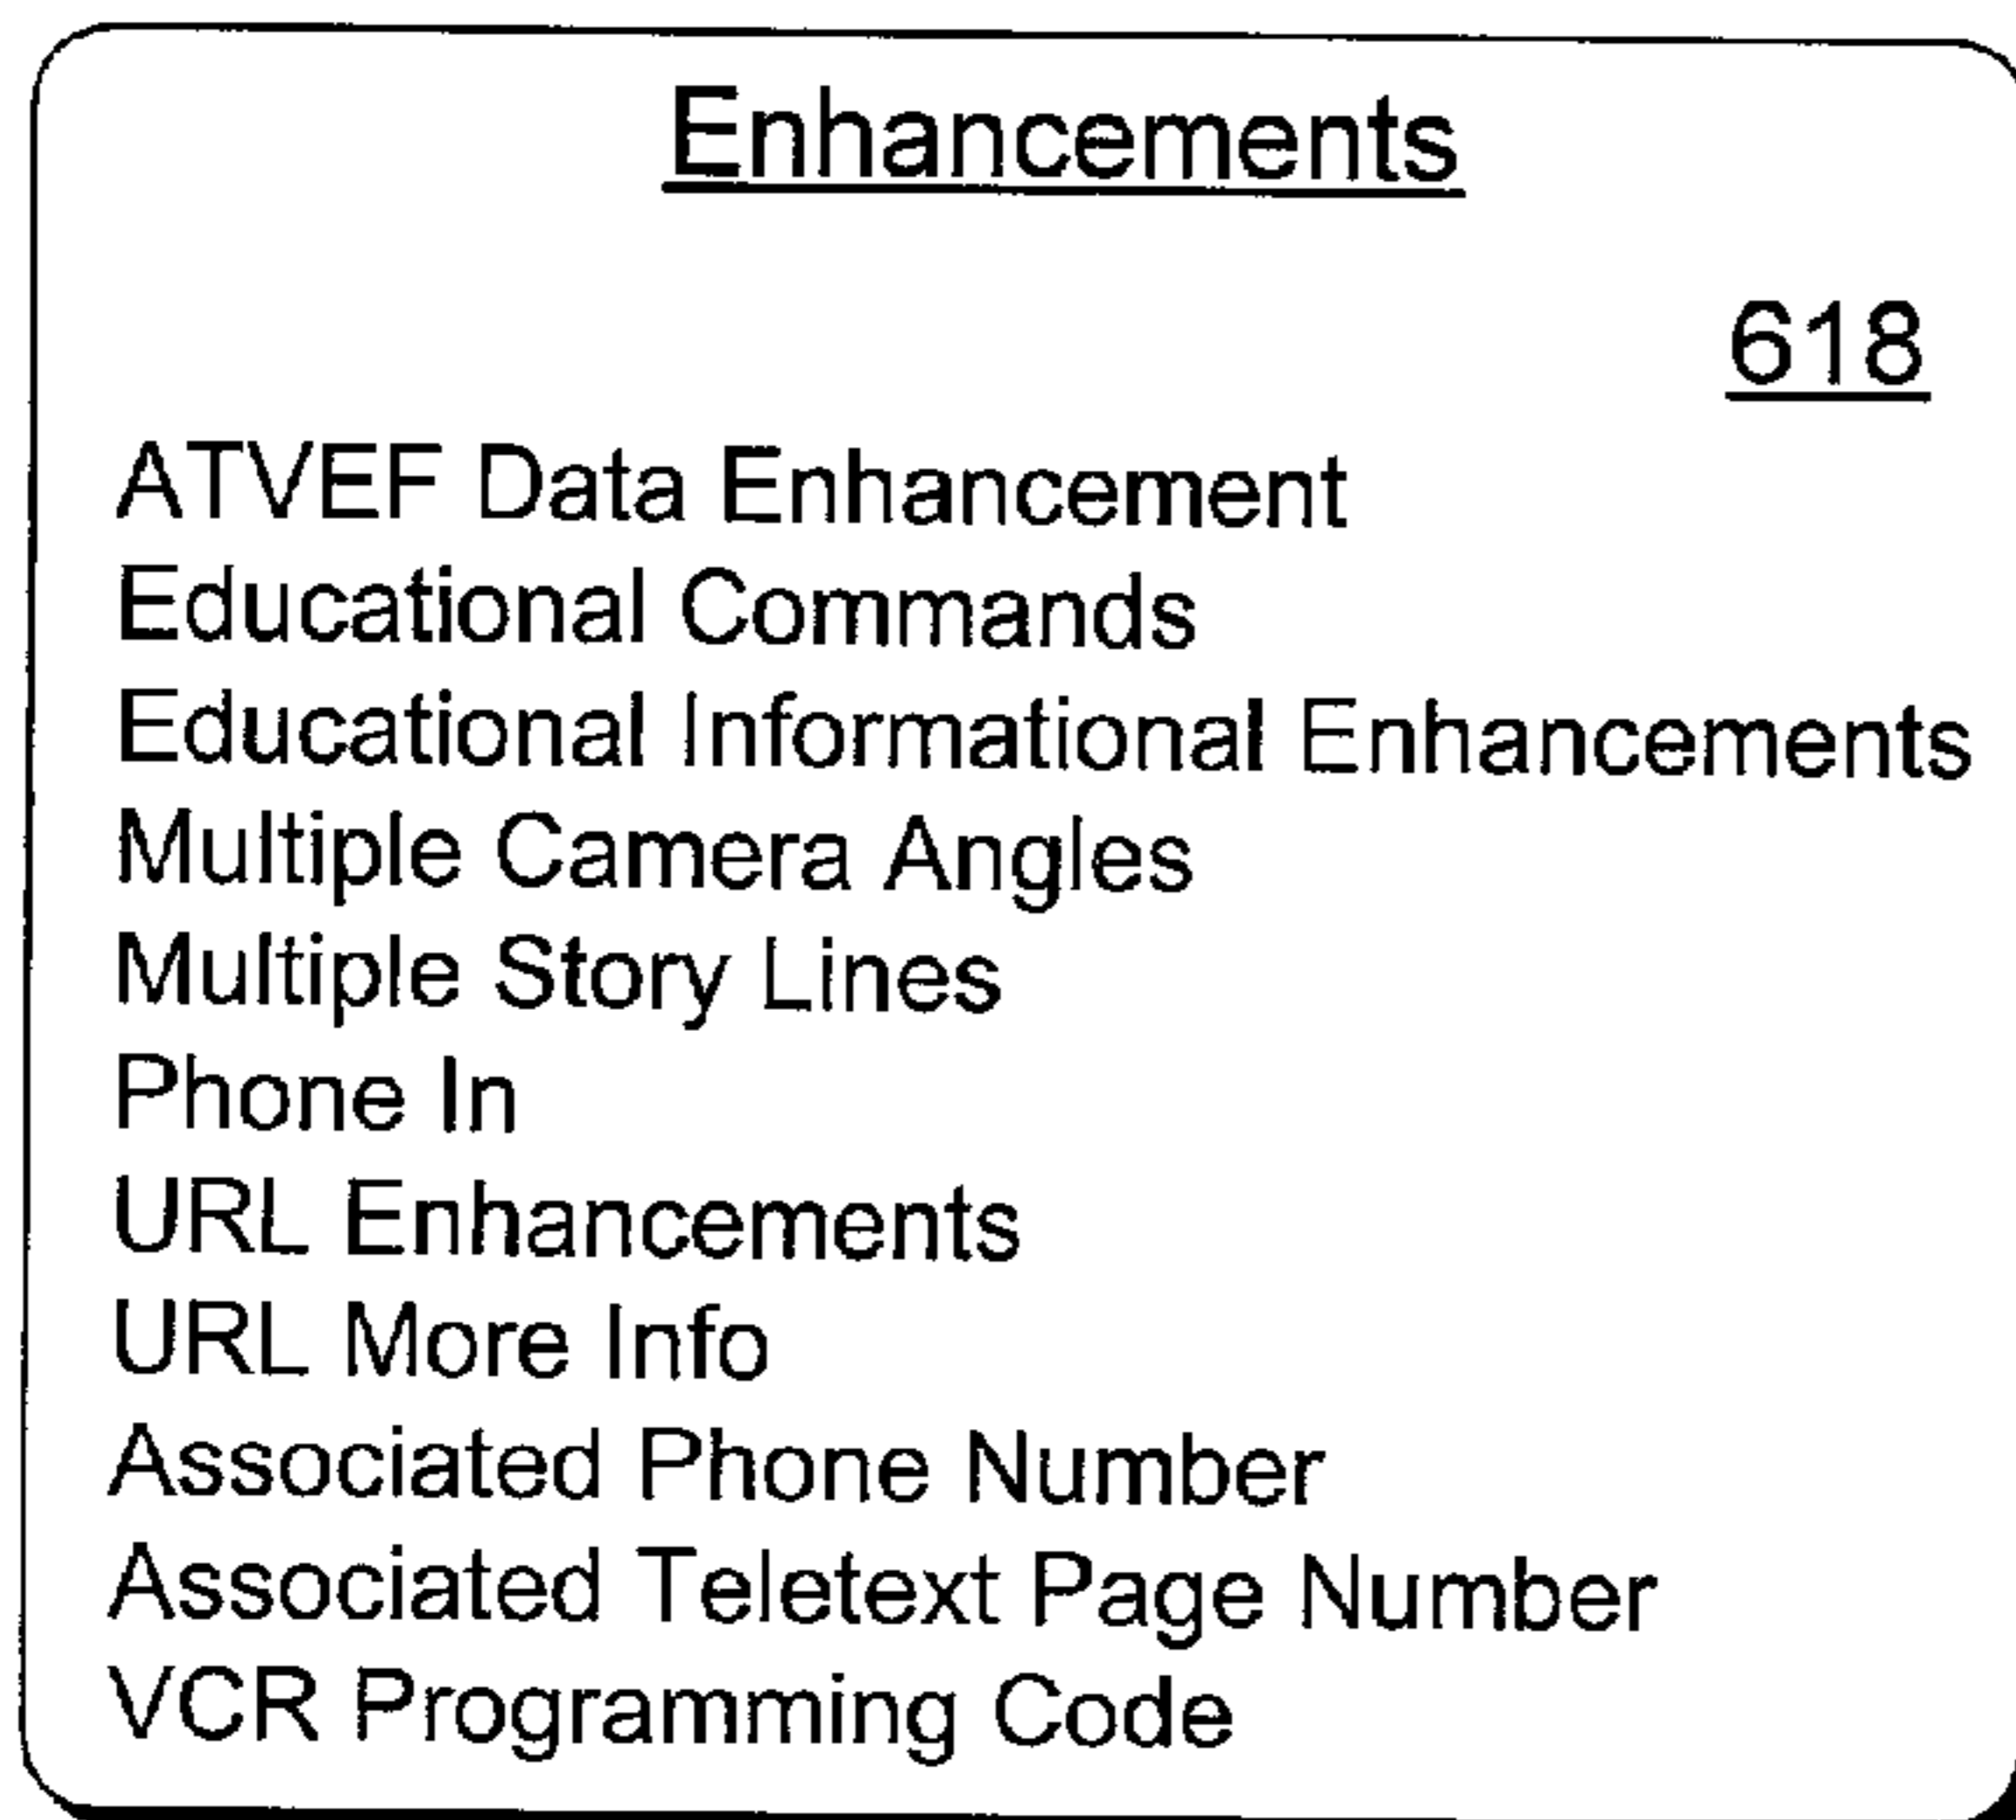 Enhancements
618
ATVEF Data Enhancement
Educational Commands
Educational Informational Enhancements
Multiple Camera Angles
Multiple Story Lines
Phone In
URL Enhancements
URL More Info
Associated Phone Number
Associated Teletext Page Number
VCR Programming Code